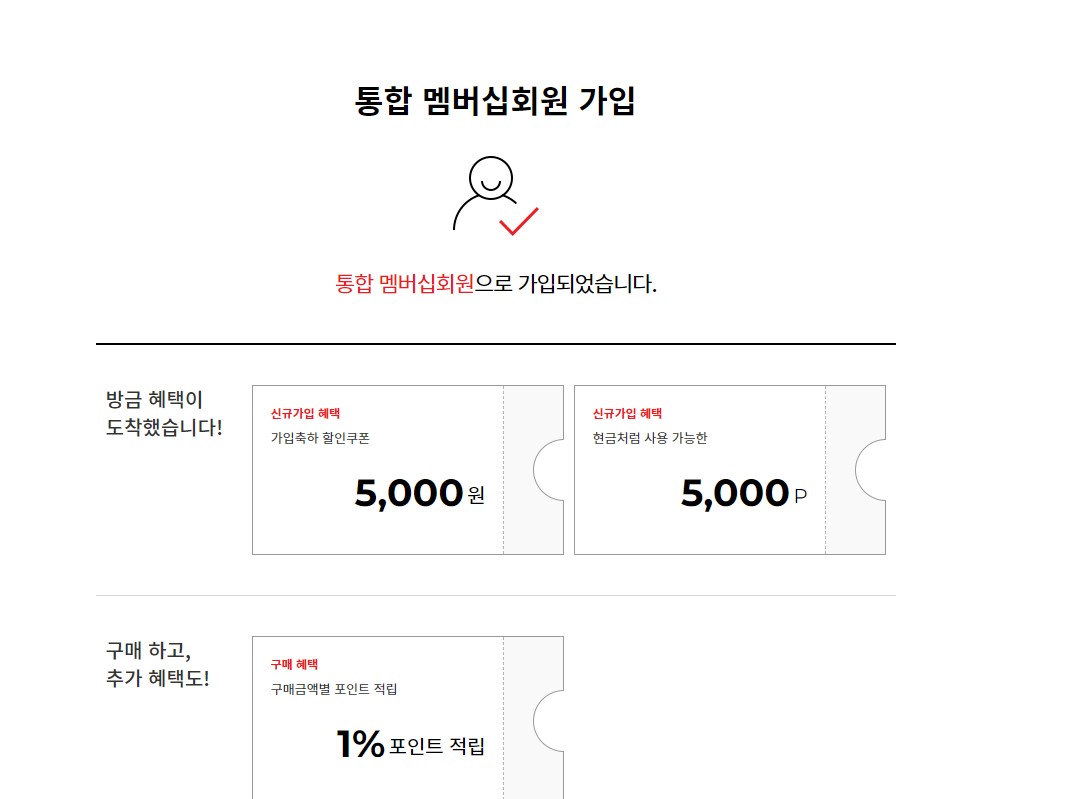 통합 멤버십회원 가입
통합 멤버십회원으로 가입되었습니다.
방금 혜택이
도착했습니다!
신규가입 혜택
가입축하 할인쿠폰
5,000 원
신규가입 혜택
현금처럼 사용 가능한
5,000 P
구매 하고,
추가 혜택도!
구매 혜택
구매금액별 포인트 적립
1% 포인트 적립